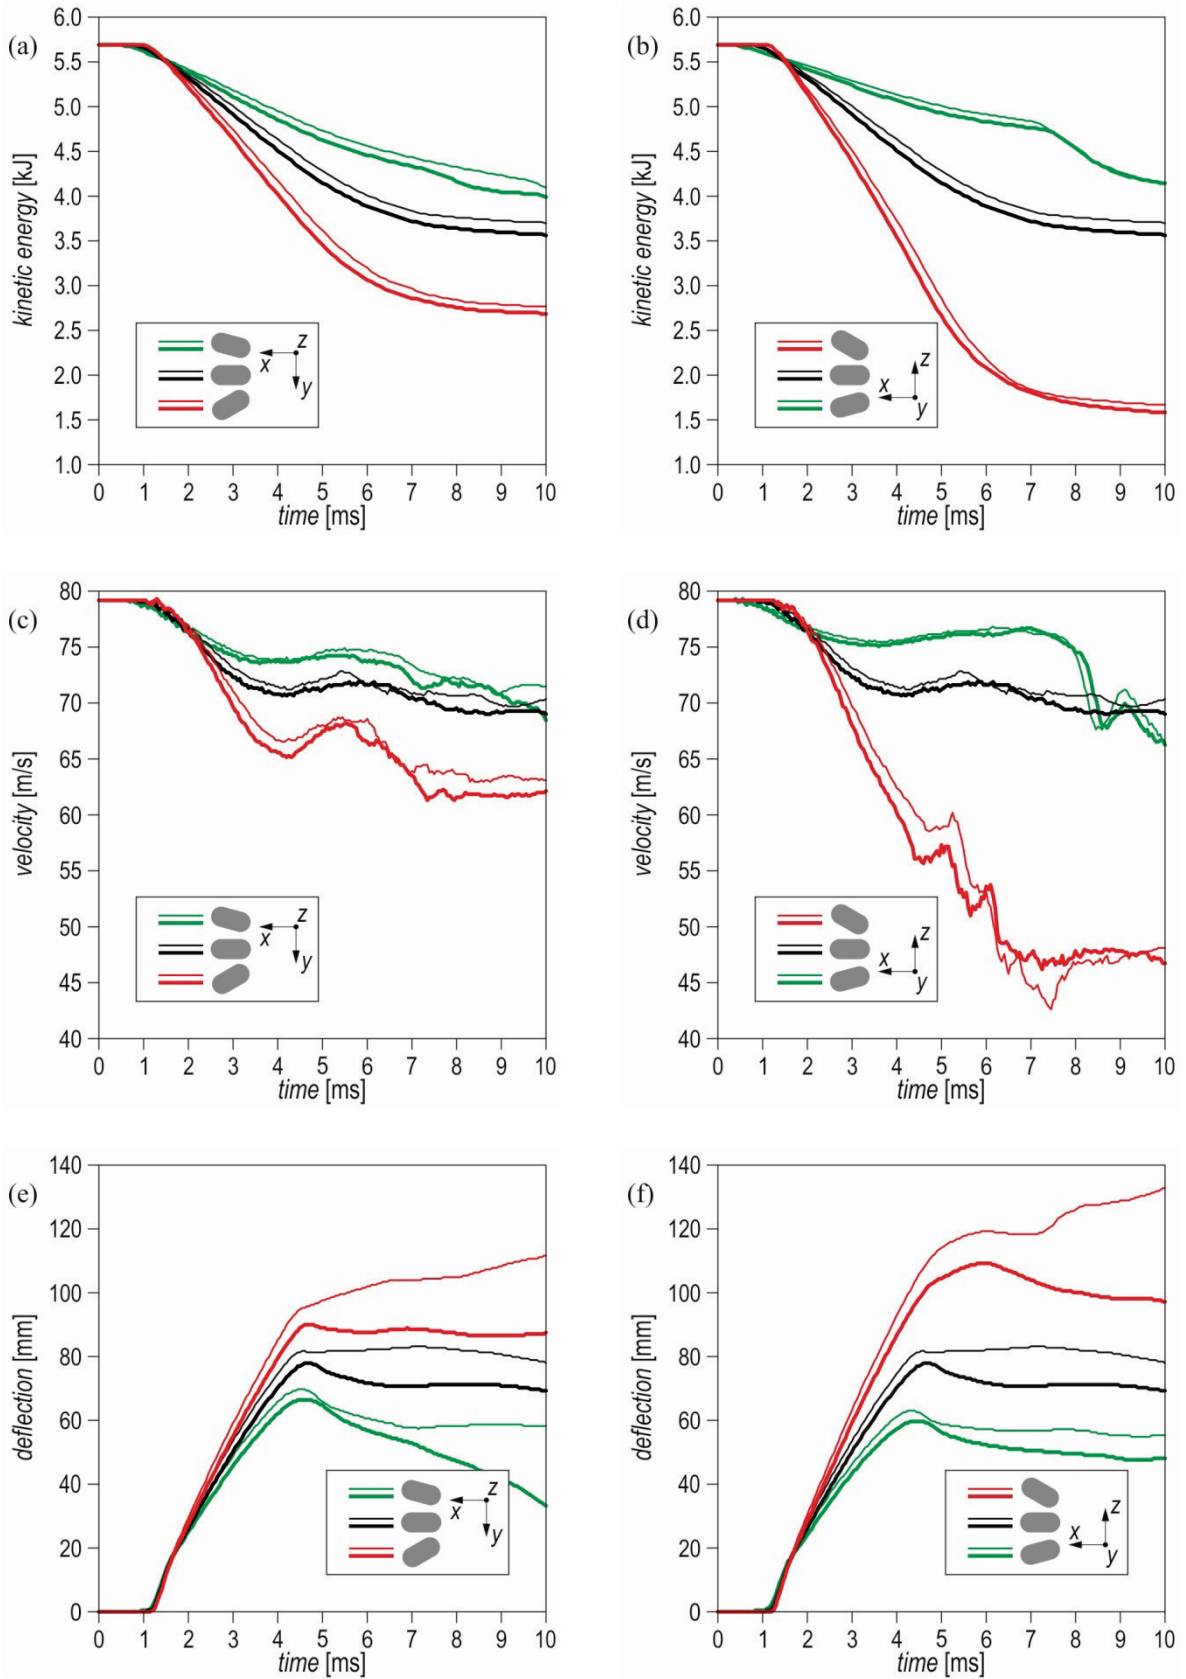 (a)
kinetic energy [kJ]
6.0
5.5
5.0
4.5
4.0
3.5
3.0
2.5
2.0
1.5
1.0
z
x
y
0 1 2 3 4 5 6 7 8 9 10
time [ms]
(b)
kinetic energy [kJ]
6.0
5.5
5.0
4.5
4.0
3.5
3.0
2.5
2.0
1.5
1.0
z
x
y
0 1 2 3 4 5 6 7 8 9 10
time [ms]
(c)
velocity [m/s]
80
75
70
65
60
55
50
45
40
z
x
y
0 1 2 3 4 5 6 7 8 9 10
time [ms]
(d)
velocity [m/s]
80
75
70
65
60
55
50
45
40
z
x
y
0 1 2 3 4 5 6 7 8 9 10
time [ms]
(e)
deflection [mm]
140
120
100
80
60
40
20
0
z
x
y
0 1 2 3 4 5 6 7 8 9 10
time [ms]
(f)
deflection [mm]
140
120
100
80
60
40
20
0
z
x
y
0 1 2 3 4 5 6 7 8 9 10
time [ms]